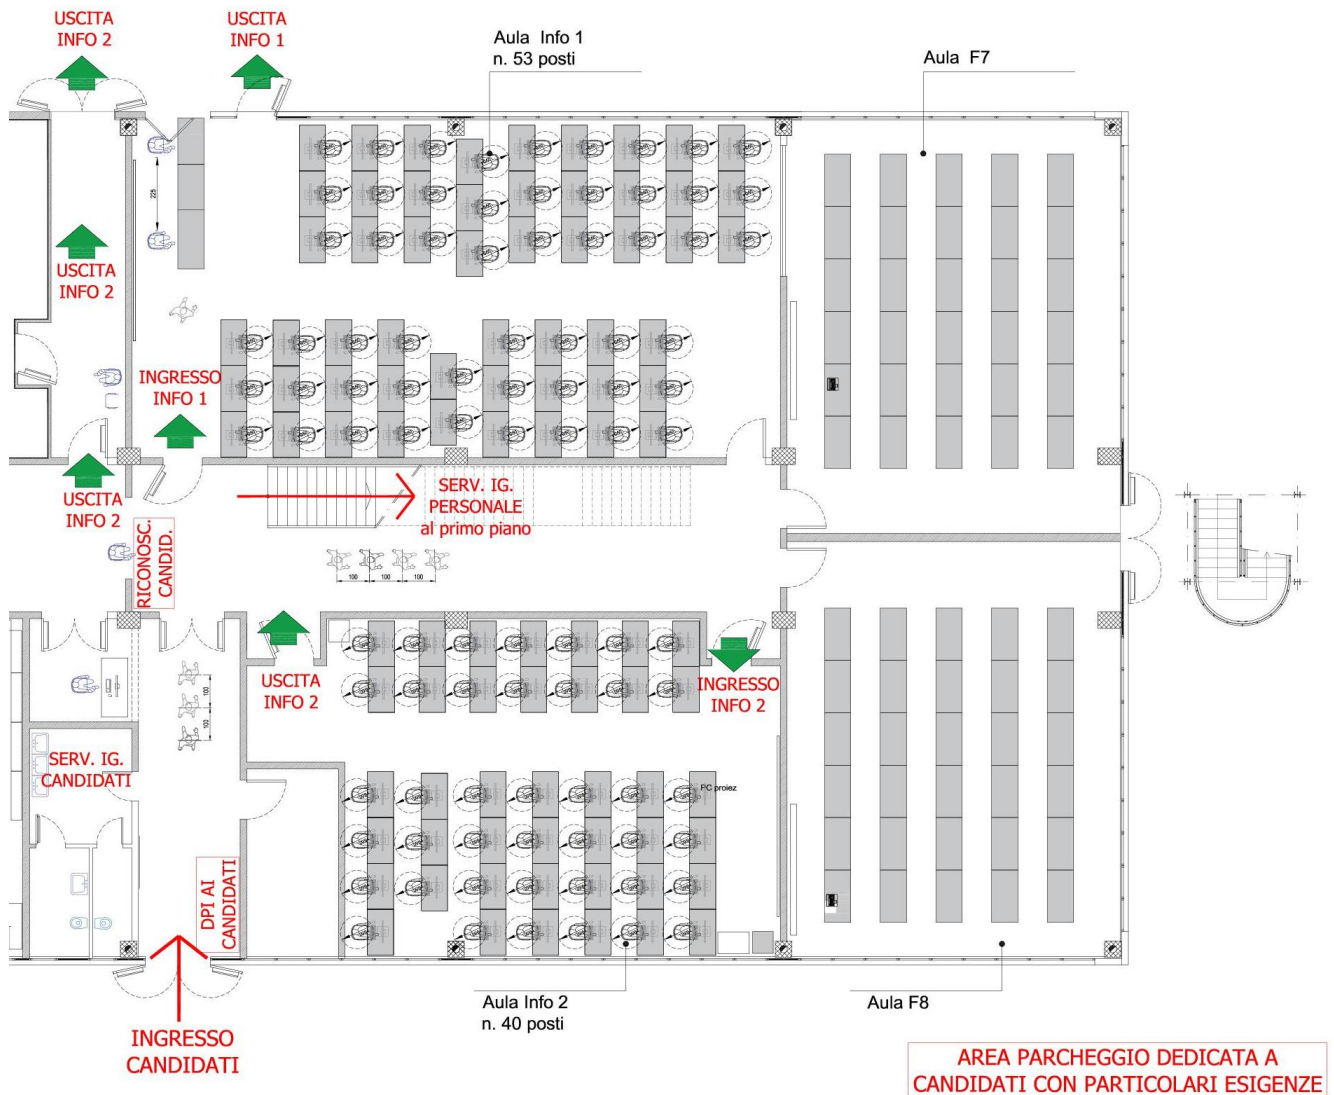 USCITA
INFO 2
USCITA
INFO 1
Aula Info 1
n. 53 posti
Aula F7
225
USCITA
INFO 2
INGRESSO
INFO 1
USCITA
INFO 2
SERV. IG.
PERSONALE
al primo piano
RICONOSC.
CANDID.
100
100
100
USCITA
INFO 2
INGRESSO
INFO 2
100
100
SERV. IG.
CANDIDATI
PC proiez
DPI AI
CANDIDATI
INGRESSO
CANDIDATI
Aula Info 2
n. 40 posti
Aula F8
AREA PARCHEGGIO DEDICATA A
CANDIDATI CON PARTICOLARI ESIGENZE